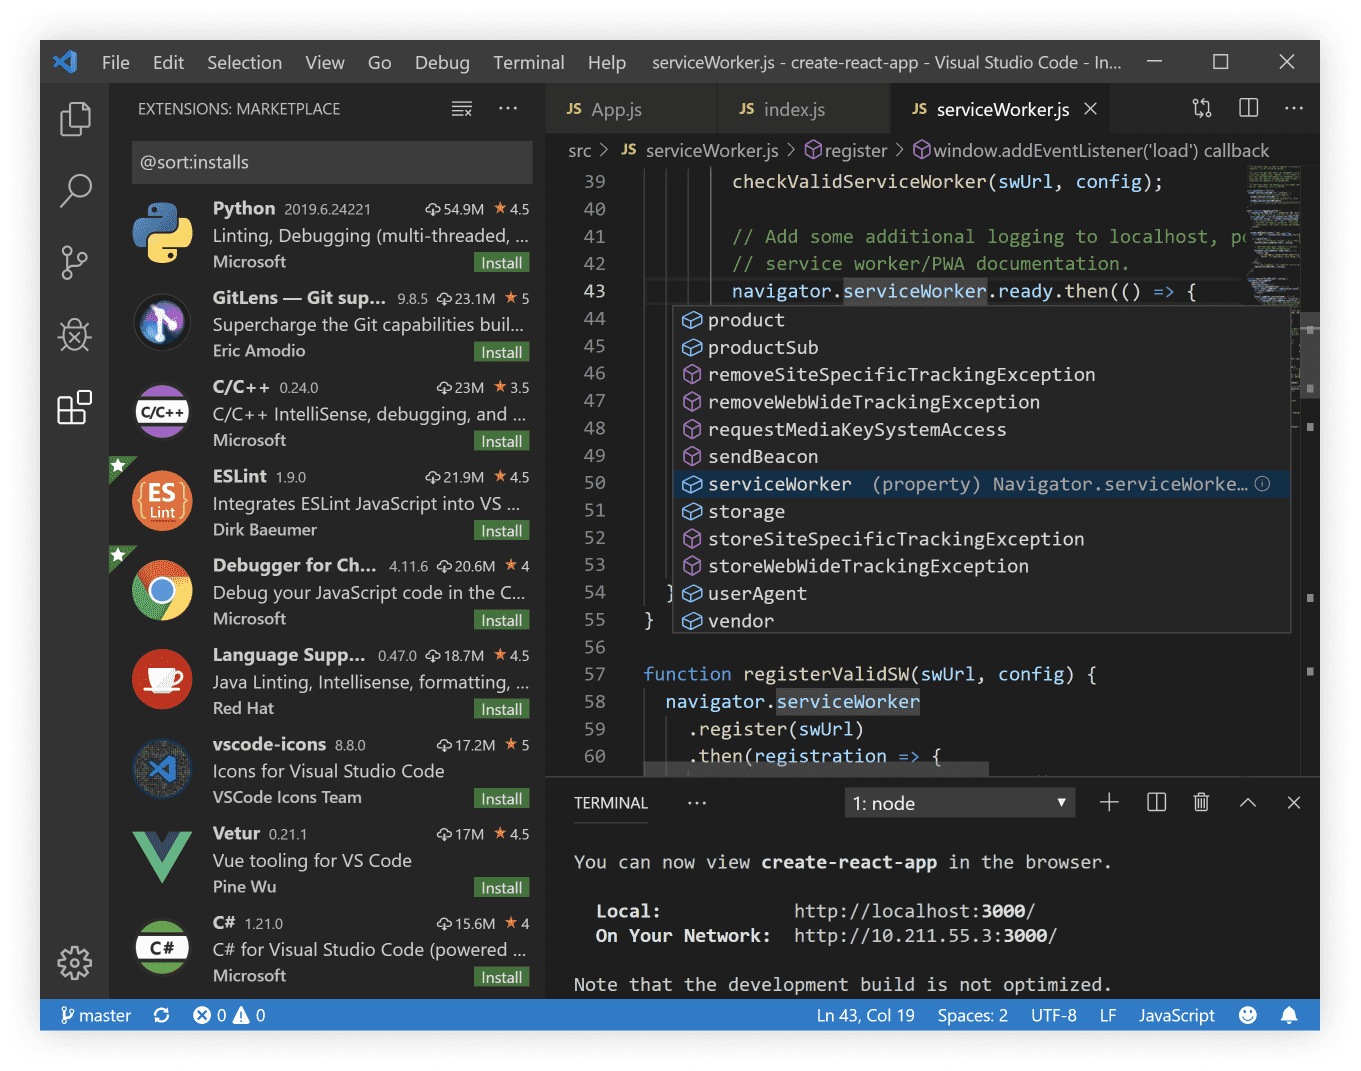 File Edit Selection View Go Debug Terminal Help serviceWorker.js - create-react-app - Visual Studio Code - In...
EXTENSIONS: MARKETPLACE
@sort:installs
Python 2019.6.24221 54.9M 4.5
Linting, Debugging (multi-threaded, ...
Microsoft Install
GitLens — Git sup... 9.8.5 23.1M 5
Supercharge the Git capabilities buil...
Eric Amodio Install
C/C++
C/C++ 0.24.0 23M 3.5
C/C++ IntelliSense, debugging, and ...
Microsoft Install
ES
Lint
ESLint 1.9.0 21.9M 4.5
Integrates ESLint JavaScript into VS ...
Dirk Baeumer Install
Debugger for Ch... 4.11.6 20.6M 4
Debug your JavaScript code in the C...
Microsoft Install
Language Supp... 0.47.0 18.7M 4.5
Java Linting, Intellisense, formatting, ...
Red Hat Install
vscode-icons 8.8.0 17.2M 5
Icons for Visual Studio Code
VSCode Icons Team Install
Vetur 0.21.1 17M 4.5
Vue tooling for VS Code
Pine Wu Install
C#
C# 1.21.0 15.6M 4
C# for Visual Studio Code (powered ...
Microsoft Install
JS App.js JS index.js JS serviceWorker.js
src > JS serviceWorker.js > register > window.addEventListener('load') callback
39 checkValidServiceWorker(swUrl, config);
40
41 // Add some additional logging to localhost, po
42 // service worker/PWA documentation.
43 navigator.serviceWorker.ready.then(() => {
44 product
45 productSub
46 removeSiteSpecificTrackingException
47 removeWebWideTrackingException
48 requestMediaKeySystemAccess
49 sendBeacon
50 serviceWorker (property) Navigator.serviceWorke...
51 storage
52 storeSiteSpecificTrackingException
53 storeWebWideTrackingException
54 } userAgent
55 } vendor
56
57 function registerValidSW(swUrl, config) {
58 navigator.serviceWorker
59 .register(swUrl)
60 .then(registration => {
TERMINAL ... 1: node
You can now view create-react-app in the browser.
Local: http://localhost:3000/
On Your Network: http://10.211.55.3:3000/
Note that the development build is not optimized.
master 0 0 Ln 43, Col 19 Spaces: 2 UTF-8 LF JavaScript